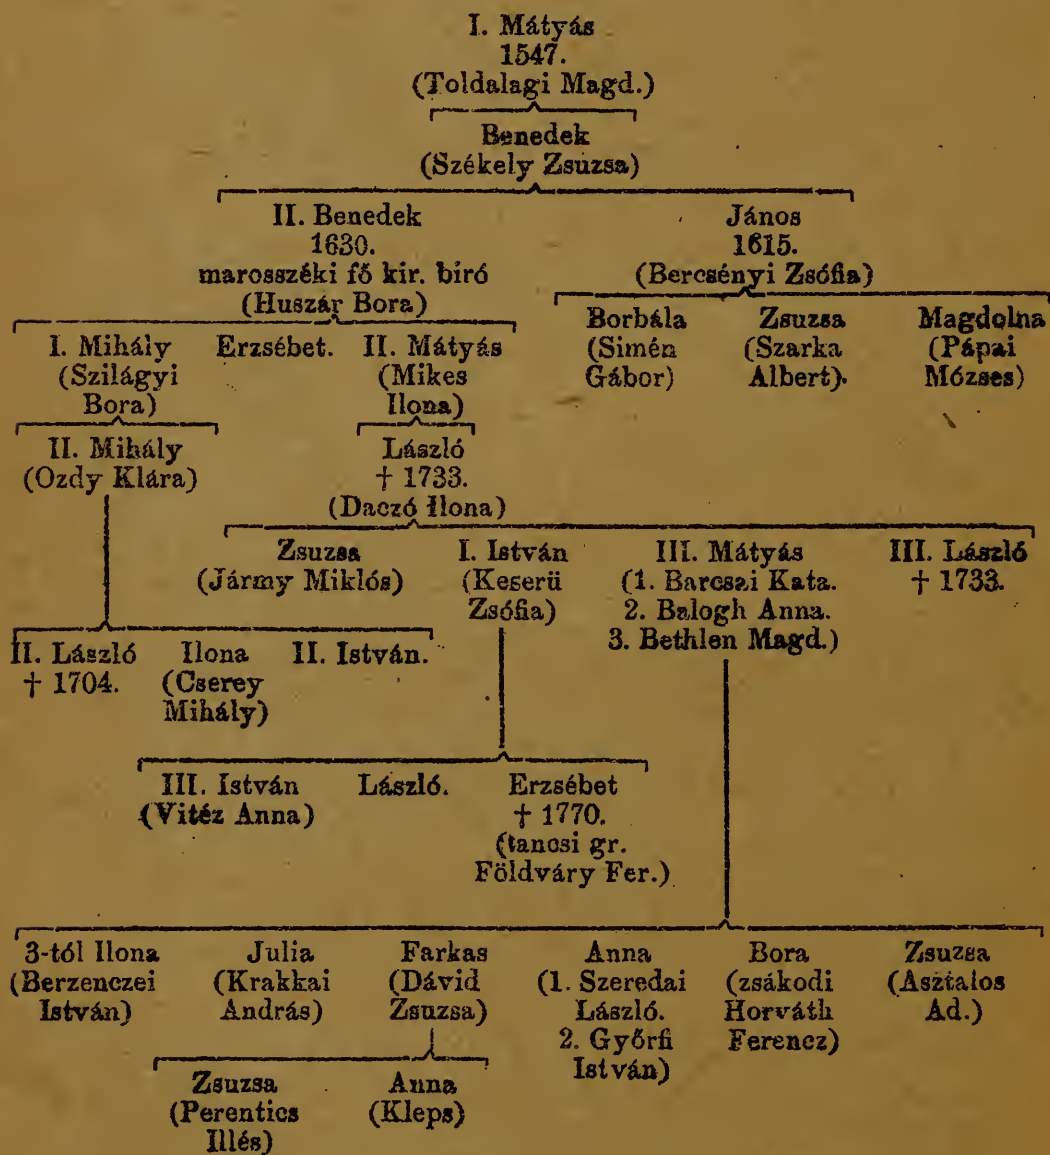 I. Mátyás
1547.
(Toldalagi Magd.)
Benedek
(Székely Zsuzsa)
II. Benedek
1630.
marosszéki fő kir. biró
(Huszár Bora)
János
1615.
(Bercsényi Zsófia)
I. Mihály
(Szilágyi
Bora)
Erzsébet.
II. Mátyás
(Mikes
Ilona)
Borbála
(Simén
Gábor)
Zsuzsa
(Szarka
Albert).
Magdolna
(Pápai
Mózses)
II. Mihály
(Ozdy Klára)
László
† 1733.
(Daczó Ilona)
Zsuzsa
(Jármy Miklós)
I. István
(Keserü
Zsófia)
III. Mátyás
(1. Barcsai Kata.
2. Balogh Anna.
3. Bethlen Magd.)
III. László
† 1733.
II. László
† 1704.
Ilona
(Cserey
Mihály)
II. István.
III. István
(Vitéz Anna)
László.
Erzsébet
† 1770.
(tancsi gr.
Földváry Fer.)
3-tól Ilona
(Berzenczei
István)
Julia
(Krakkai
András)
Farkas
(Dávid
Zsuzsa)
Anna
(1. Szeredai
László.
2. Győrfi
István)
Bora
(zsákodi
Horváth
Ferencz)
Zsuzsa
(Asztalos
Ad.)
Zsuzsa
(Perentics
Illés)
Anna
(Kleps)